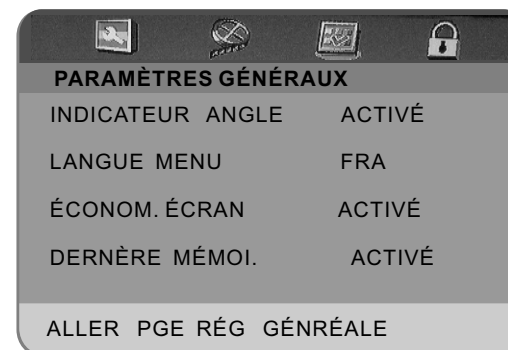 PARAMÈTRES GÉNÉRAUX
INDICATEUR ANGLE ACTIVÉ
LANGUE MENU FRA
ÉCONOM. ÉCRAN ACTIVÉ
DERNÈRE MÉMOI. ACTIVÉ
ALLER PGE RÉG GÉNRÉALE